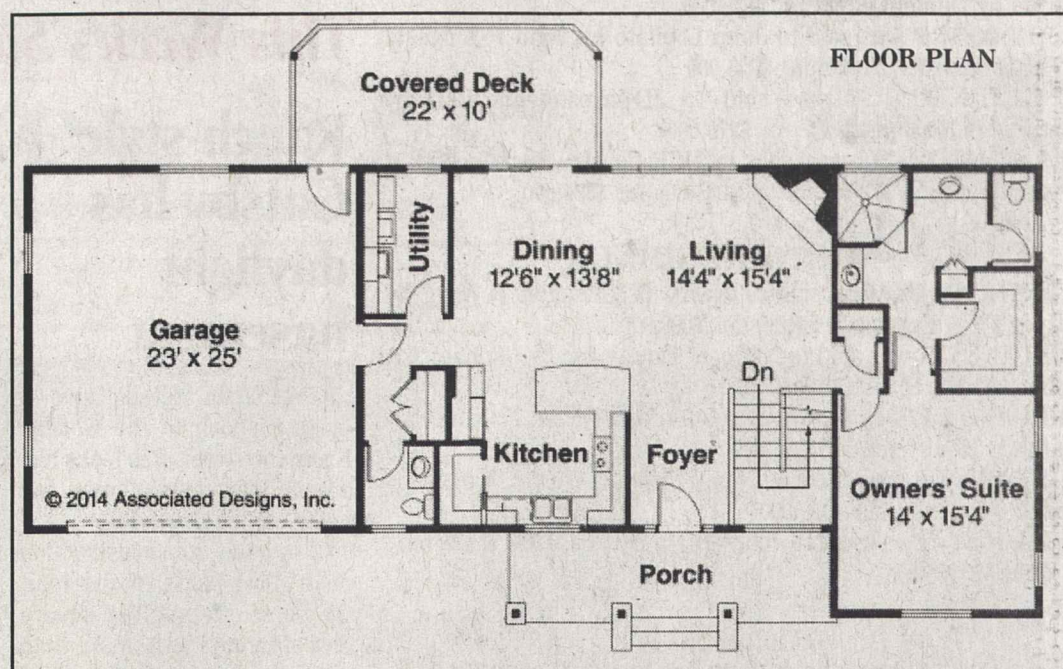 FLOOR PLAN
Covered Deck
22' x 10'
Utility
Dining
12'6" x 13'8"
Living
14'4" x 15'4"
Garage
23' x 25'
Dn
Kitchen
Foyer
Owners' Suite
14' x 15'4"
© 2014 Associated Designs, Inc.
Porch